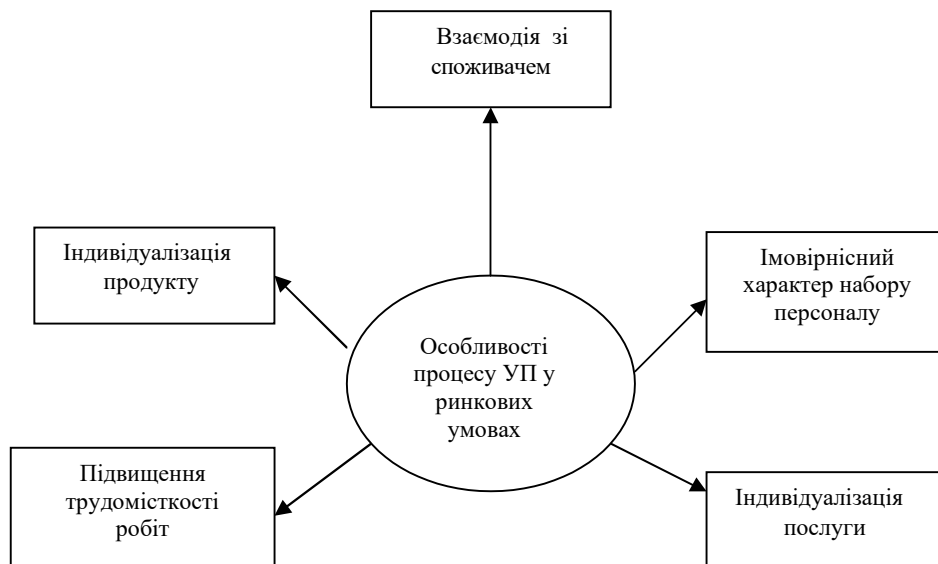 Взаємодія зі
споживачем
Індивідуалізація
продукту
Імовірнісний
характер набору
персоналу
Особливості
процесу УП у
ринкових
умовах
Підвищення
трудомісткості
робіт
Індивідуалізація
послуги